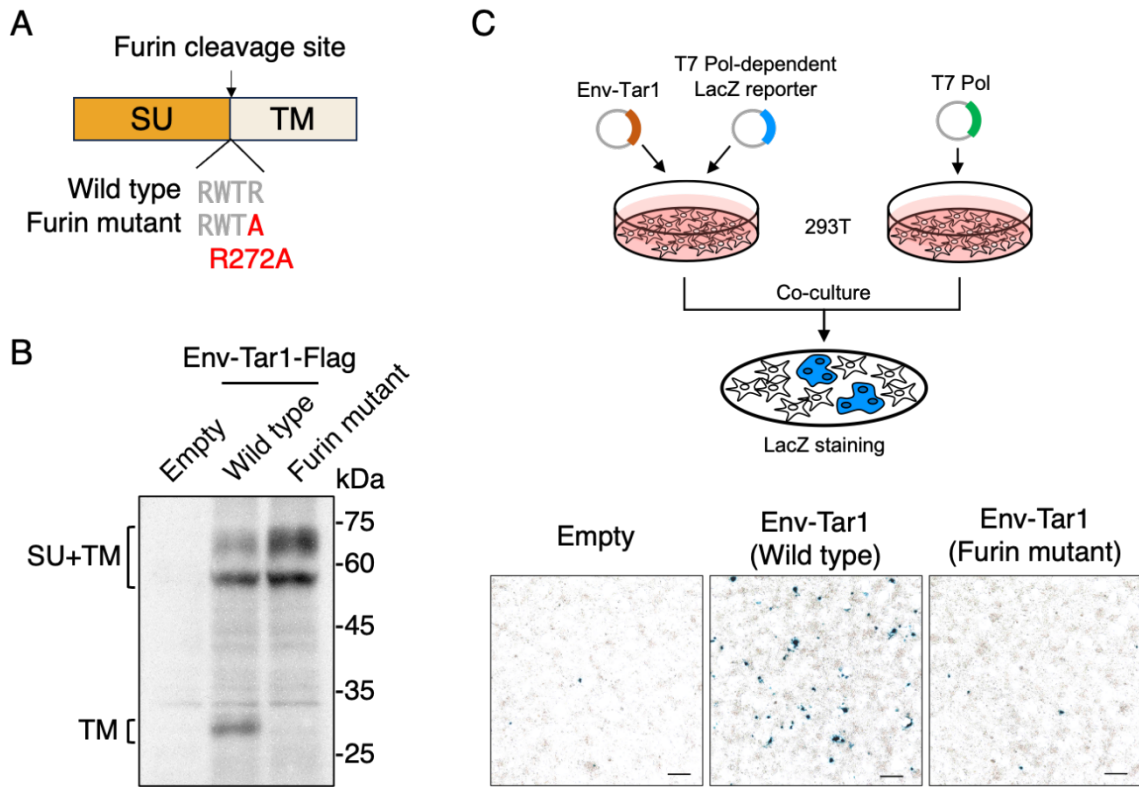 A
Furin cleavage site
SU
TM
Wild type RWTR
Furin mutant RWTA
R272A
B
Env-Tar1-Flag
Empty
Wild type
Furin mutant
kDa
-75
SU+TM
-60
-45
-35
TM
-25
C
Env-Tar1
T7 Pol-dependent
LacZ reporter
T7 Pol
293T
Co-culture
LacZ staining
Empty
Env-Tar1
(Wild type)
Env-Tar1
(Furin mutant)